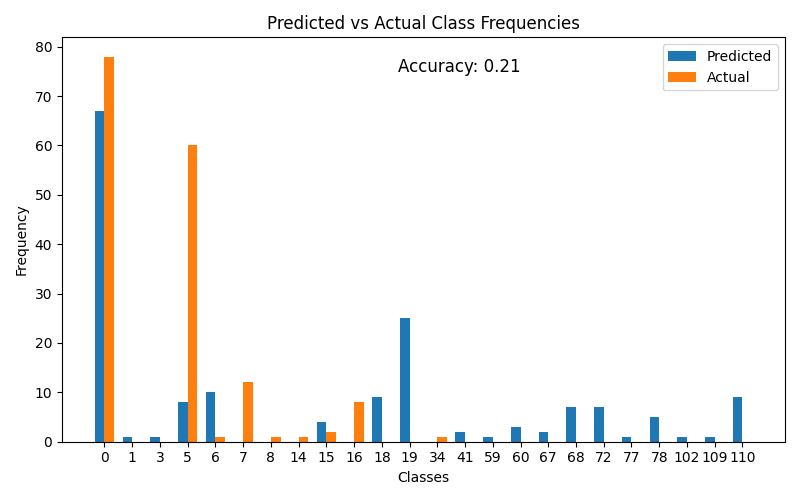 Predicted vs Actual Class Frequencies
Accuracy: 0.21
Predicted
Actual
Frequency
80
70
60
50
40
30
20
10
0
0 1 3 5 6 7 8 14 15 16 18 19 34 41 59 60 67 68 72 77 78 102 109 110
Classes